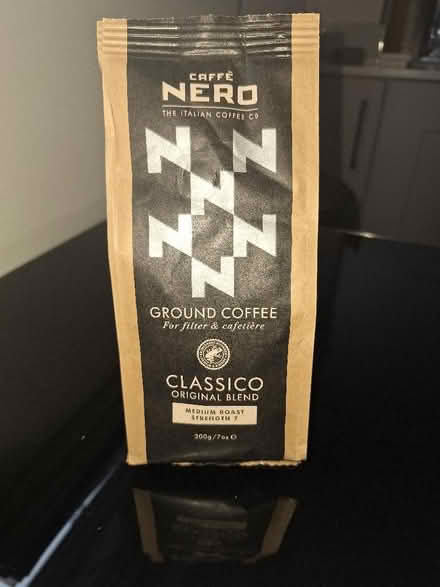 CAFFÈ
NERO
THE ITALIAN COFFEE Cº
GROUND COFFEE
For filter & cafetière
CLASSICO
ORIGINAL BLEND
MEDIUM ROAST
STRENGTH 7
200g/7oz ℮